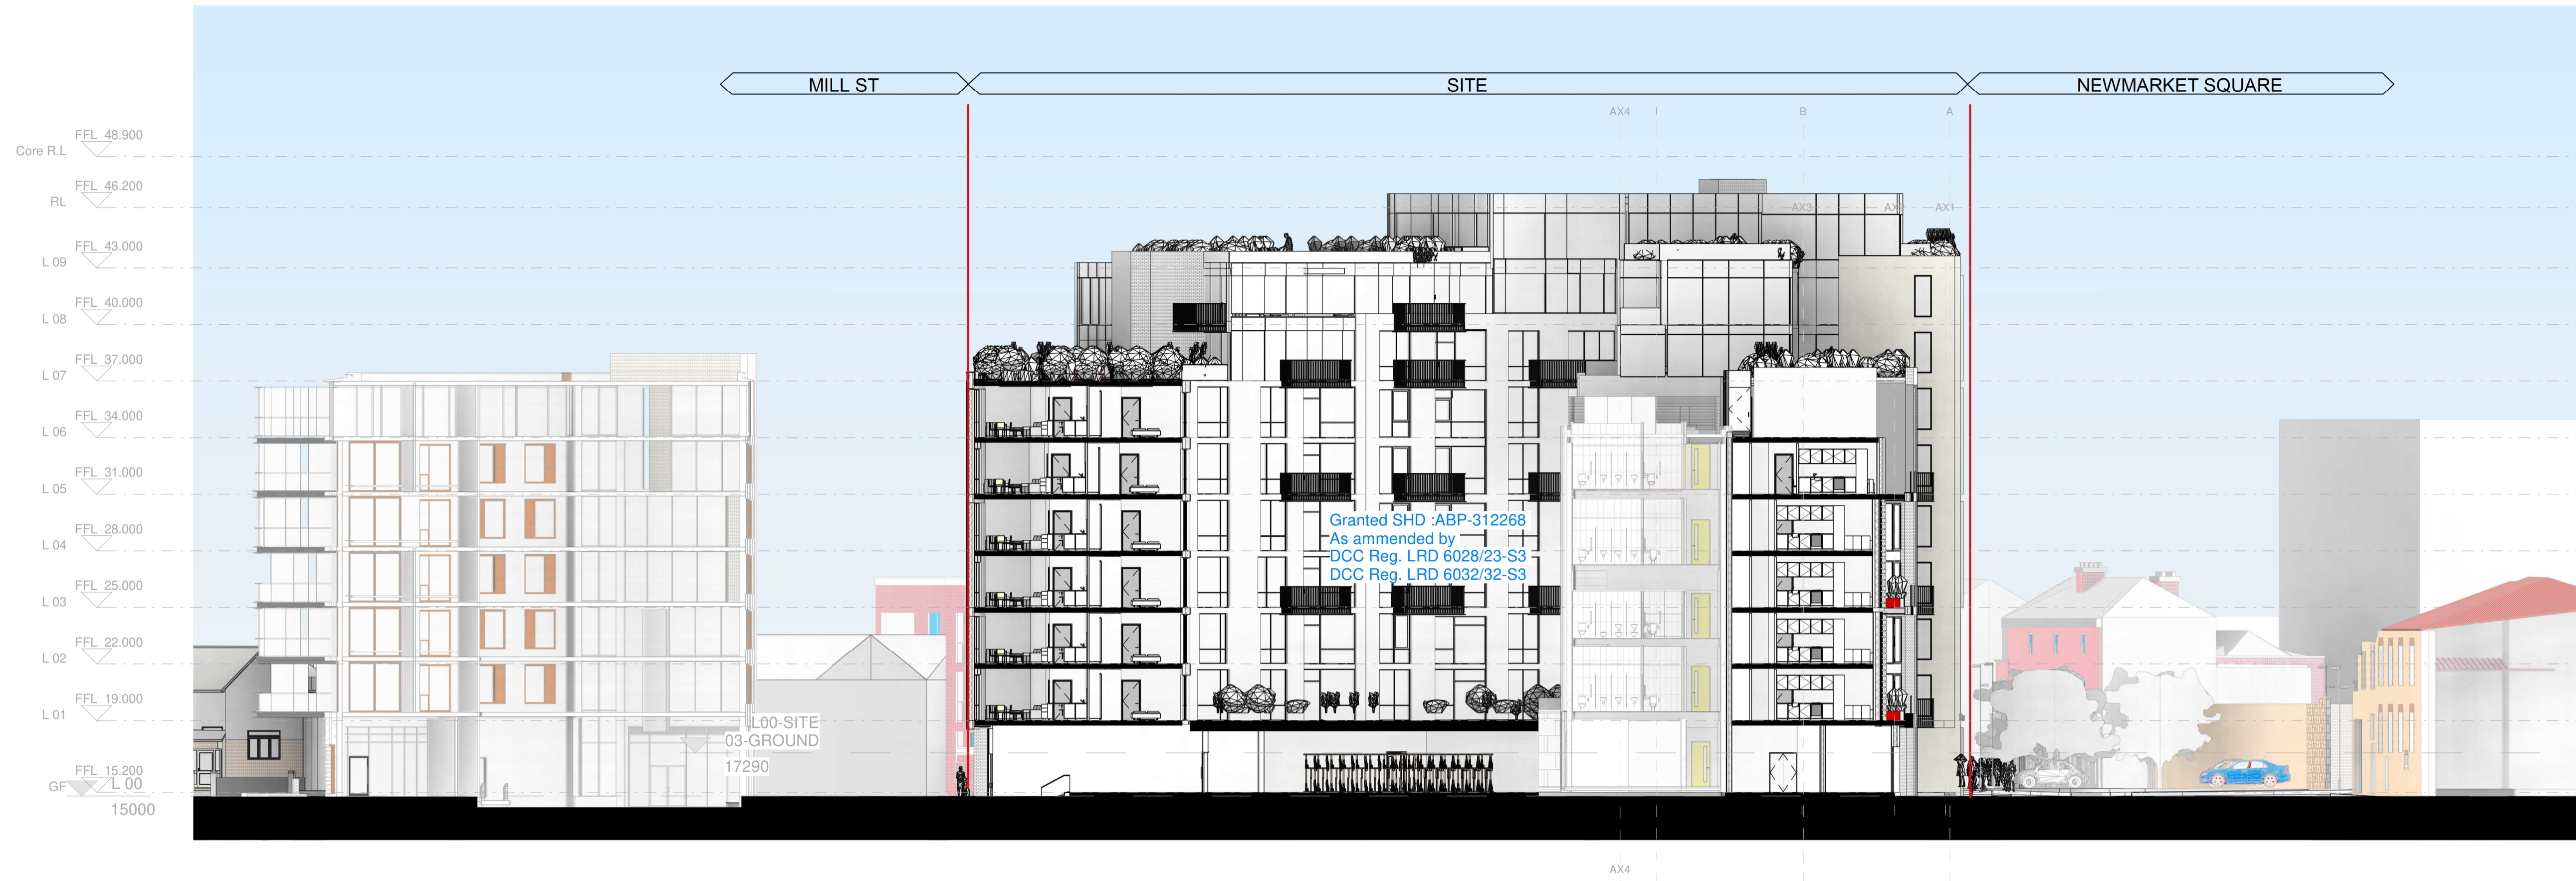 MILL ST
SITE
NEWMARKET SQUARE
AX4
I
B
A
FFL 48.900
Core R.L
FFL 46.200
RL
AX3
AX2
AX1
FFL 43.000
L 09
FFL 40.000
L 08
FFL 37.000
L 07
FFL 34.000
L 06
FFL 31.000
L 05
Granted SHD :ABP-312268
As ammended by
DCC Reg. LRD 6028/23-S3
DCC Reg. LRD 6032/32-S3
FFL 28.000
L 04
FFL 25.000
L 03
FFL 22.000
L 02
FFL 19.000
L 01
L00-SITE
03-GROUND
17290
FFL 15.200
GF
L 00
15000
AX4